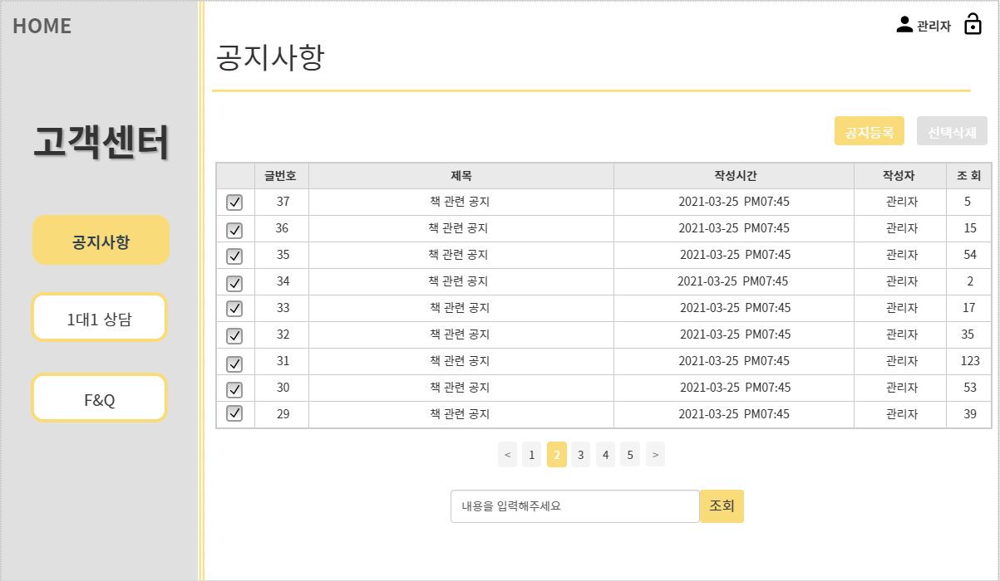 HOME
관리자
공지사항
고객센터
공지등록 선택삭제
글번호 제목 작성시간 작성자 조 회
37 책 관련 공지 2021-03-25 PM07:45 관리자 5
36 책 관련 공지 2021-03-25 PM07:45 관리자 15
35 책 관련 공지 2021-03-25 PM07:45 관리자 54
34 책 관련 공지 2021-03-25 PM07:45 관리자 2
33 책 관련 공지 2021-03-25 PM07:45 관리자 17
32 책 관련 공지 2021-03-25 PM07:45 관리자 35
31 책 관련 공지 2021-03-25 PM07:45 관리자 123
30 책 관련 공지 2021-03-25 PM07:45 관리자 53
29 책 관련 공지 2021-03-25 PM07:45 관리자 39
공지사항
1대1 상담
F&Q
< 1 2 3 4 5 >
내용을 입력해주세요 조회